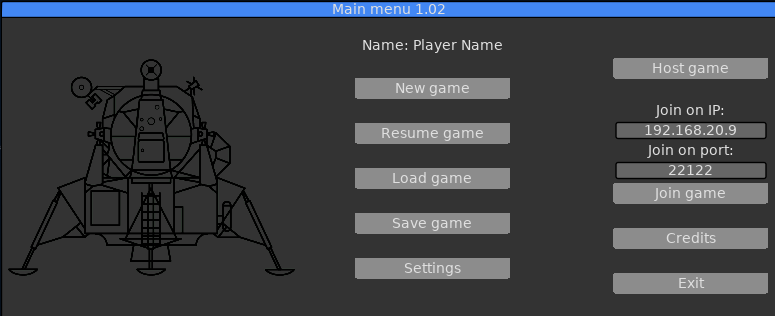 Main menu 1.02
Name: Player Name
New game
Resume game
Load game
Save game
Settings
Host game
Join on IP:
192.168.20.9
Join on port:
22122
Join game
Credits
Exit